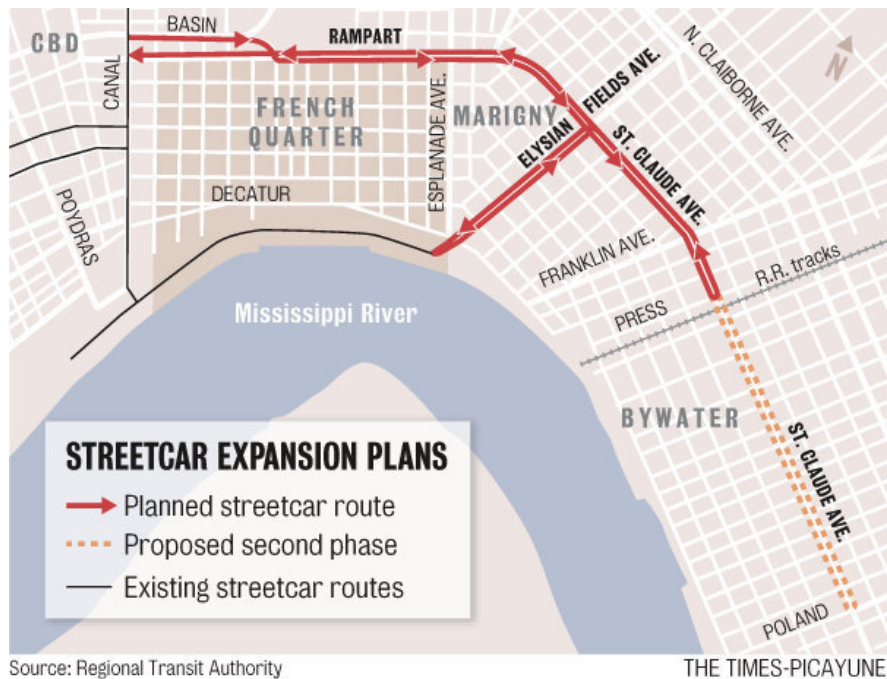 CBD
BASIN
RAMPART
N. CLAIBORNE AVE.
N
CANAL
FRENCH
QUARTER
ESPLANADE AVE.
MARIGNY
ELYSIAN
FIELDS AVE.
ST. CLAUDE AVE.
DECATUR
POYDRAS
FRANKLIN AVE.
R.R. tracks
PRESS
Mississippi River
BYWATER
ST. CLAUDE AVE.
POLAND
STREETCAR EXPANSION PLANS
Planned streetcar route
Proposed second phase
Existing streetcar routes
Source: Regional Transit Authority
THE TIMES-PICAYUNE